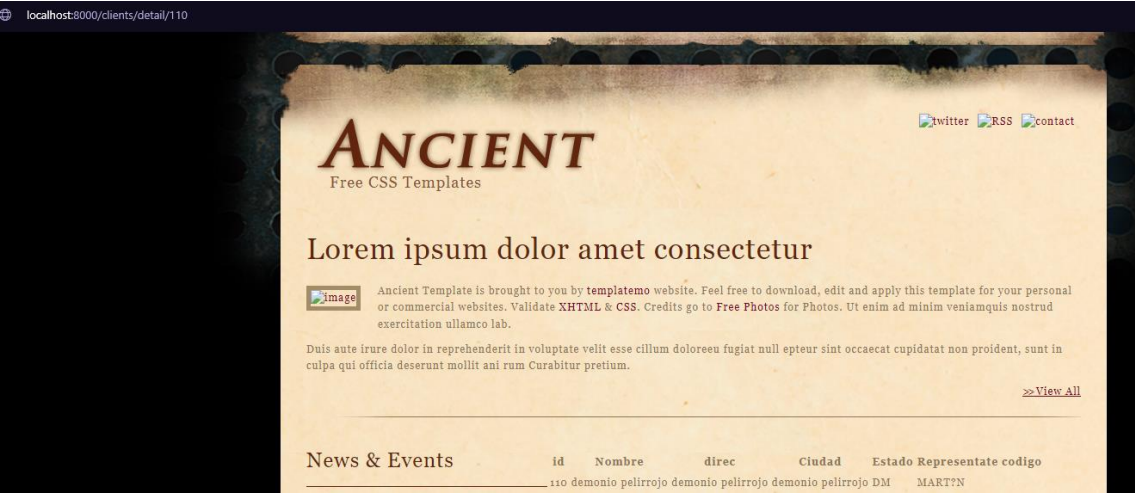 localhost:8000/clients/detail/110
twitter RSS contact
ANCIENT
Free CSS Templates
Lorem ipsum dolor amet consectetur
image
Ancient Template is brought to you by templatemo website. Feel free to download, edit and apply this template for your personal
or commercial websites. Validate XHTML & CSS. Credits go to Free Photos for Photos. Ut enim ad minim veniamquis nostrud
exercitation ullamco lab.
Duis aute irure dolor in reprehenderit in voluptate velit esse cillum doloreeu fugiat null epteur sint occaecat cupidatat non proident, sunt in
culpa qui officia deserunt mollit ani rum Curabitur pretium.
>> View All
News & Events
id Nombre direc Ciudad Estado Representate codigo
110 demonio pelirrojo demonio pelirrojo demonio pelirrojo DM MART?N